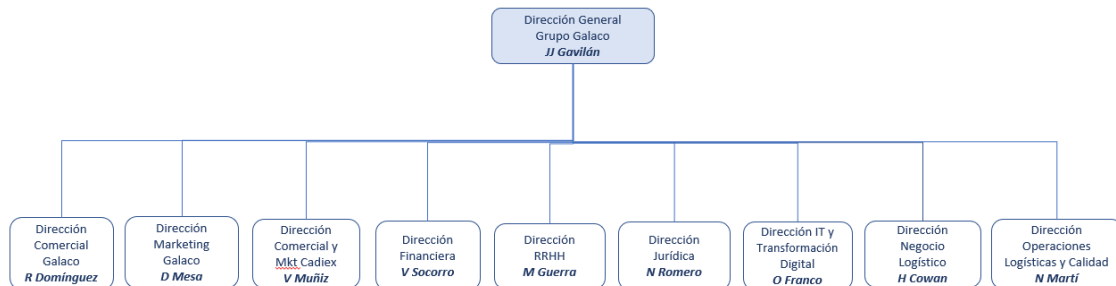 Dirección General
Grupo Galaco
JJ Gavilán
Dirección
Comercial
Galaco
R Domínguez
Dirección
Marketing
Galaco
D Mesa
Dirección
Comercial y
Mkt Cadiex
V Muñiz
Dirección
Financiera
V Socorro
Dirección
RRHH
M Guerra
Dirección
Jurídica
N Romero
Dirección IT y
Transformación
Digital
O Franco
Dirección
Negocio
Logístico
H Cowan
Dirección
Operaciones
Logísticas y Calidad
N Martí